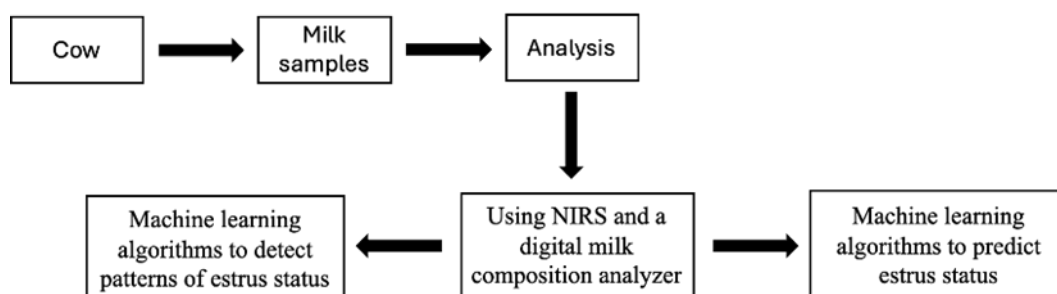 Cow
Milk
samples
Analysis
Machine learning
algorithms to detect
patterns of estrus status
Using NIRS and a
digital milk
composition analyzer
Machine learning
algorithms to predict
estrus status